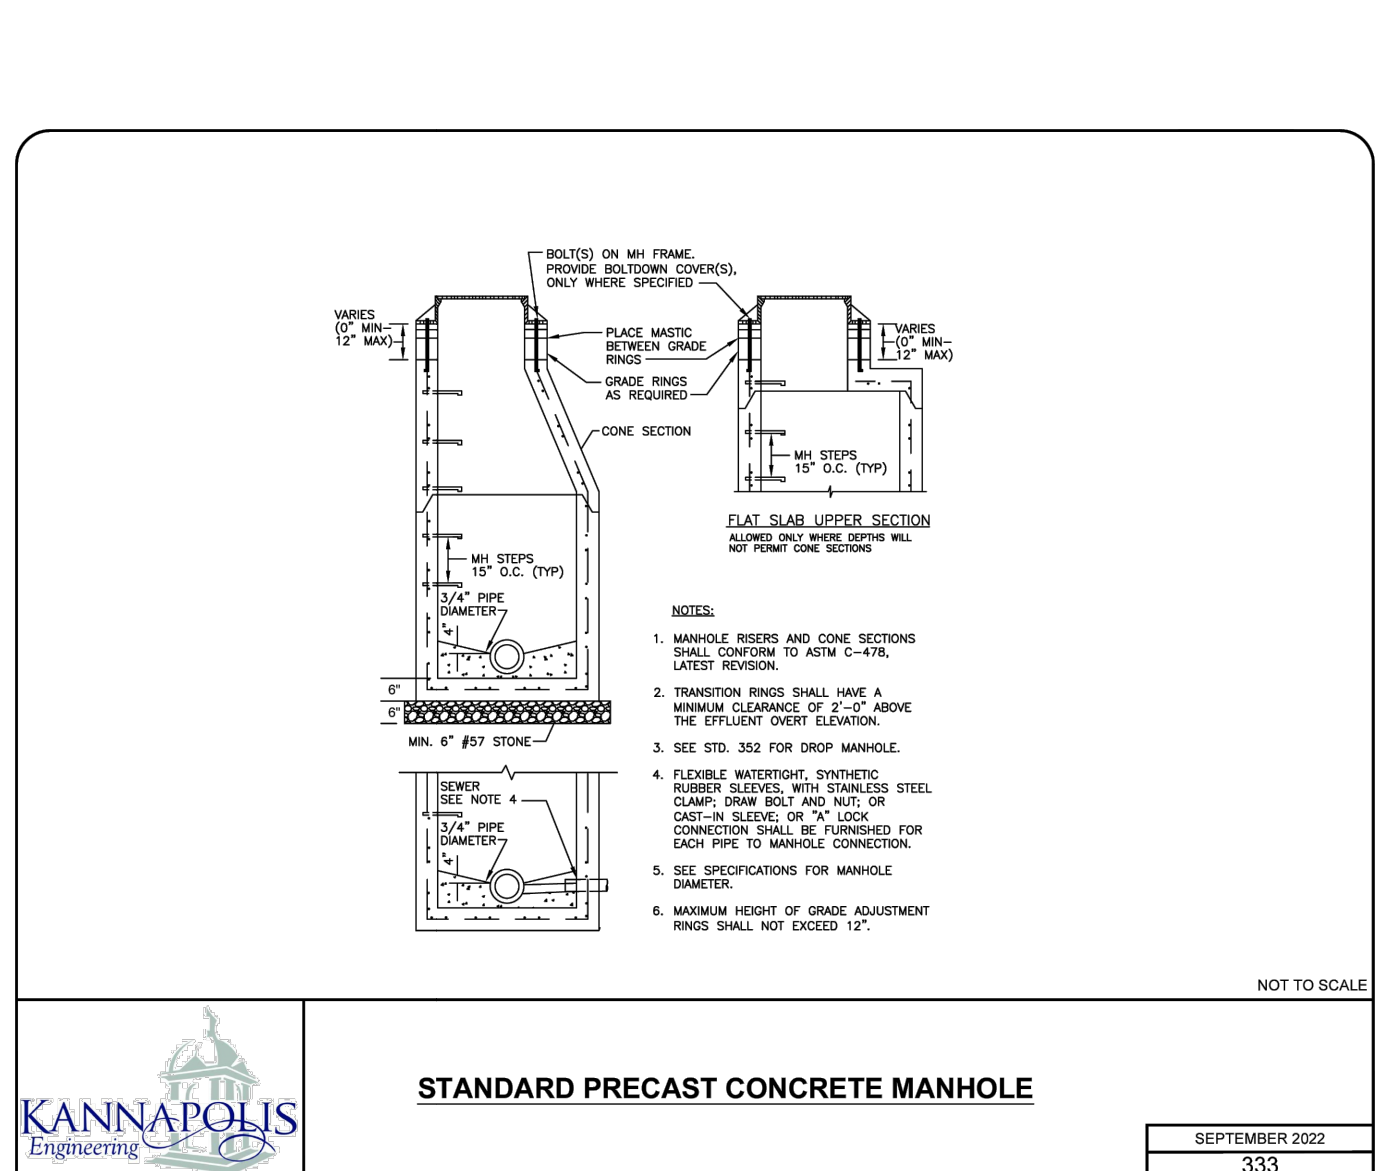 BOLT(S) ON MH FRAME.
PROVIDE BOLTDOWN COVER(S),
ONLY WHERE SPECIFIED
VARIES
(0" MIN-
12" MAX)
PLACE MASTIC
BETWEEN GRADE
RINGS
GRADE RINGS
AS REQUIRED
CONE SECTION
VARIES
(0" MIN-
12" MAX)
MH STEPS
15" O.C. (TYP)
FLAT SLAB UPPER SECTION
ALLOWED ONLY WHERE DEPTHS WILL
NOT PERMIT CONE SECTIONS
MH STEPS
15" O.C. (TYP)
3/4" PIPE
DIAMETER
4"
6"
6"
MIN. 6" #57 STONE
SEWER
SEE NOTE 4
3/4" PIPE
DIAMETER
4"
NOTES:
1. MANHOLE RISERS AND CONE SECTIONS
SHALL CONFORM TO ASTM C-478,
LATEST REVISION.
2. TRANSITION RINGS SHALL HAVE A
MINIMUM CLEARANCE OF 2'-0" ABOVE
THE EFFLUENT OVERT ELEVATION.
3. SEE STD. 352 FOR DROP MANHOLE.
4. FLEXIBLE WATERTIGHT, SYNTHETIC
RUBBER SLEEVES, WITH STAINLESS STEEL
CLAMP; DRAW BOLT AND NUT; OR
CAST-IN SLEEVE; OR "A" LOCK
CONNECTION SHALL BE FURNISHED FOR
EACH PIPE TO MANHOLE CONNECTION.
5. SEE SPECIFICATIONS FOR MANHOLE
DIAMETER.
6. MAXIMUM HEIGHT OF GRADE ADJUSTMENT
RINGS SHALL NOT EXCEED 12".
NOT TO SCALE
KANNAPOLIS
Engineering
STANDARD PRECAST CONCRETE MANHOLE
SEPTEMBER 2022
333